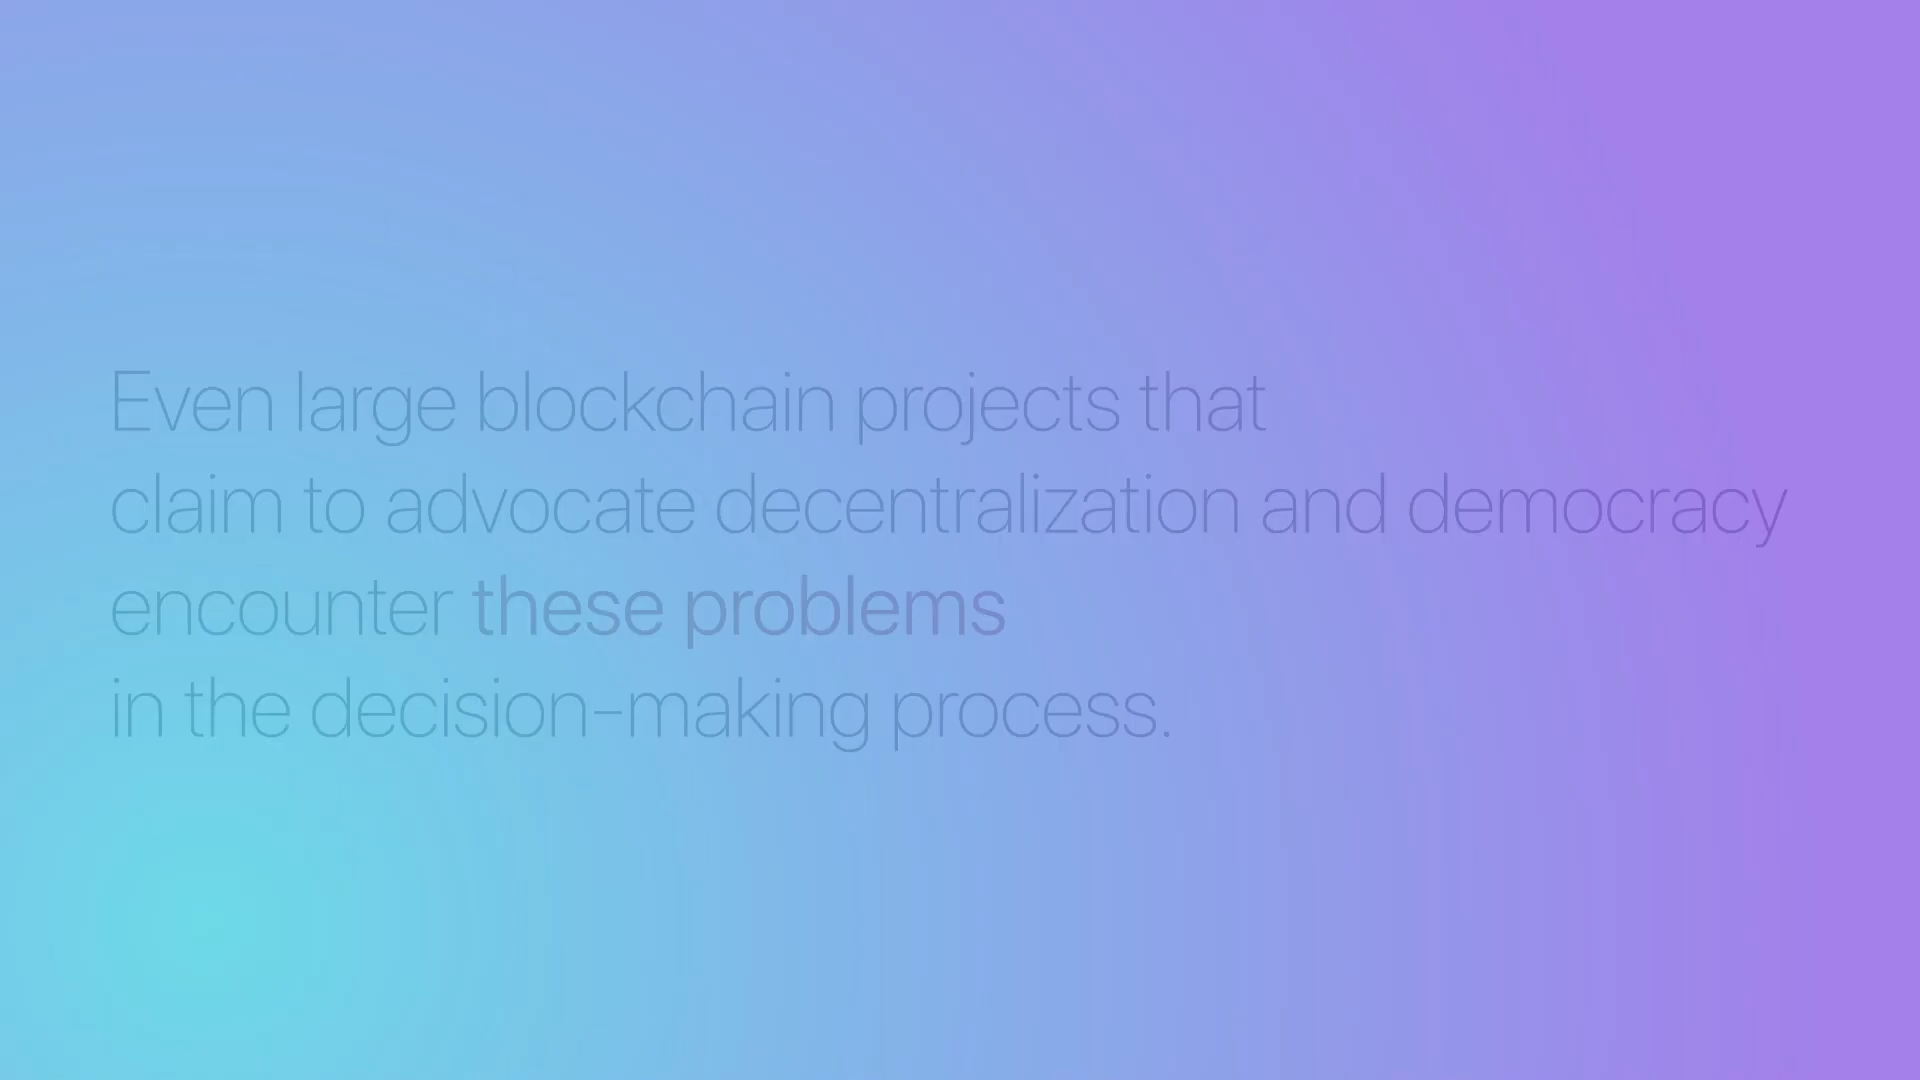 Even large blockchain projects that
claim to advocate decentralization and democracy
encounter these problems
in the decision-making process.